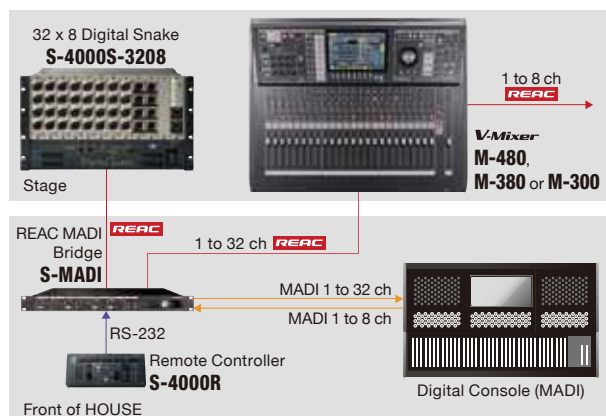 32 x 8 Digital Snake
S-4000S-3208
1 to 8 ch
REAC
V-Mixer
M-480,
M-380 or M-300
Stage
REAC MADI
Bridge
S-MADI
REAC
1 to 32 ch REAC
MADI 1 to 32 ch
MADI 1 to 8 ch
RS-232
Remote Controller
S-4000R
Digital Console (MADI)
Front of HOUSE